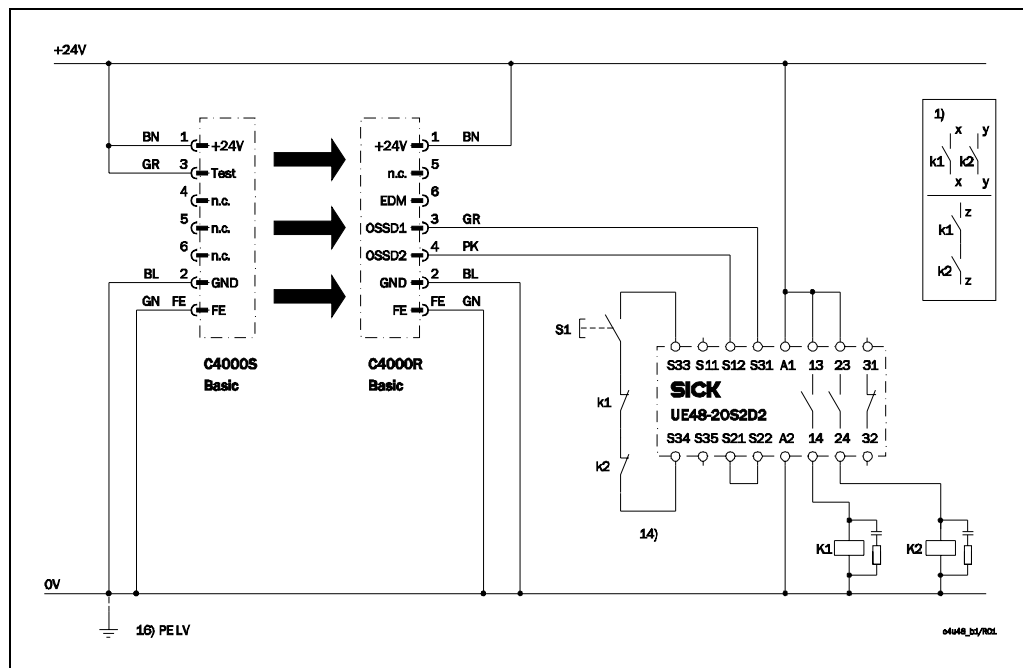 +24V
BN 1 +24V
GR 3 Test
4 n.c.
5 n.c.
6 n.c.
BL 2 GND
GN FE FE
C4000S
Basic
+24V 1 BN
n.c. 5
EDM 6
OSSD1 3 GR
OSSD2 4 PK
GND 2 BL
FE FE GN
C4000R
Basic
1)
x y
k1 k2
x y
z
k1
k2
z
S1
k1
k2
14)
S33 S11 S12 S31 A1 13 23 31
SICK
UE48-2OS2D2
S34 S35 S21 S22 A2 14 24 32
K1
K2
0V
16) PELV
c4u48_b1/R01